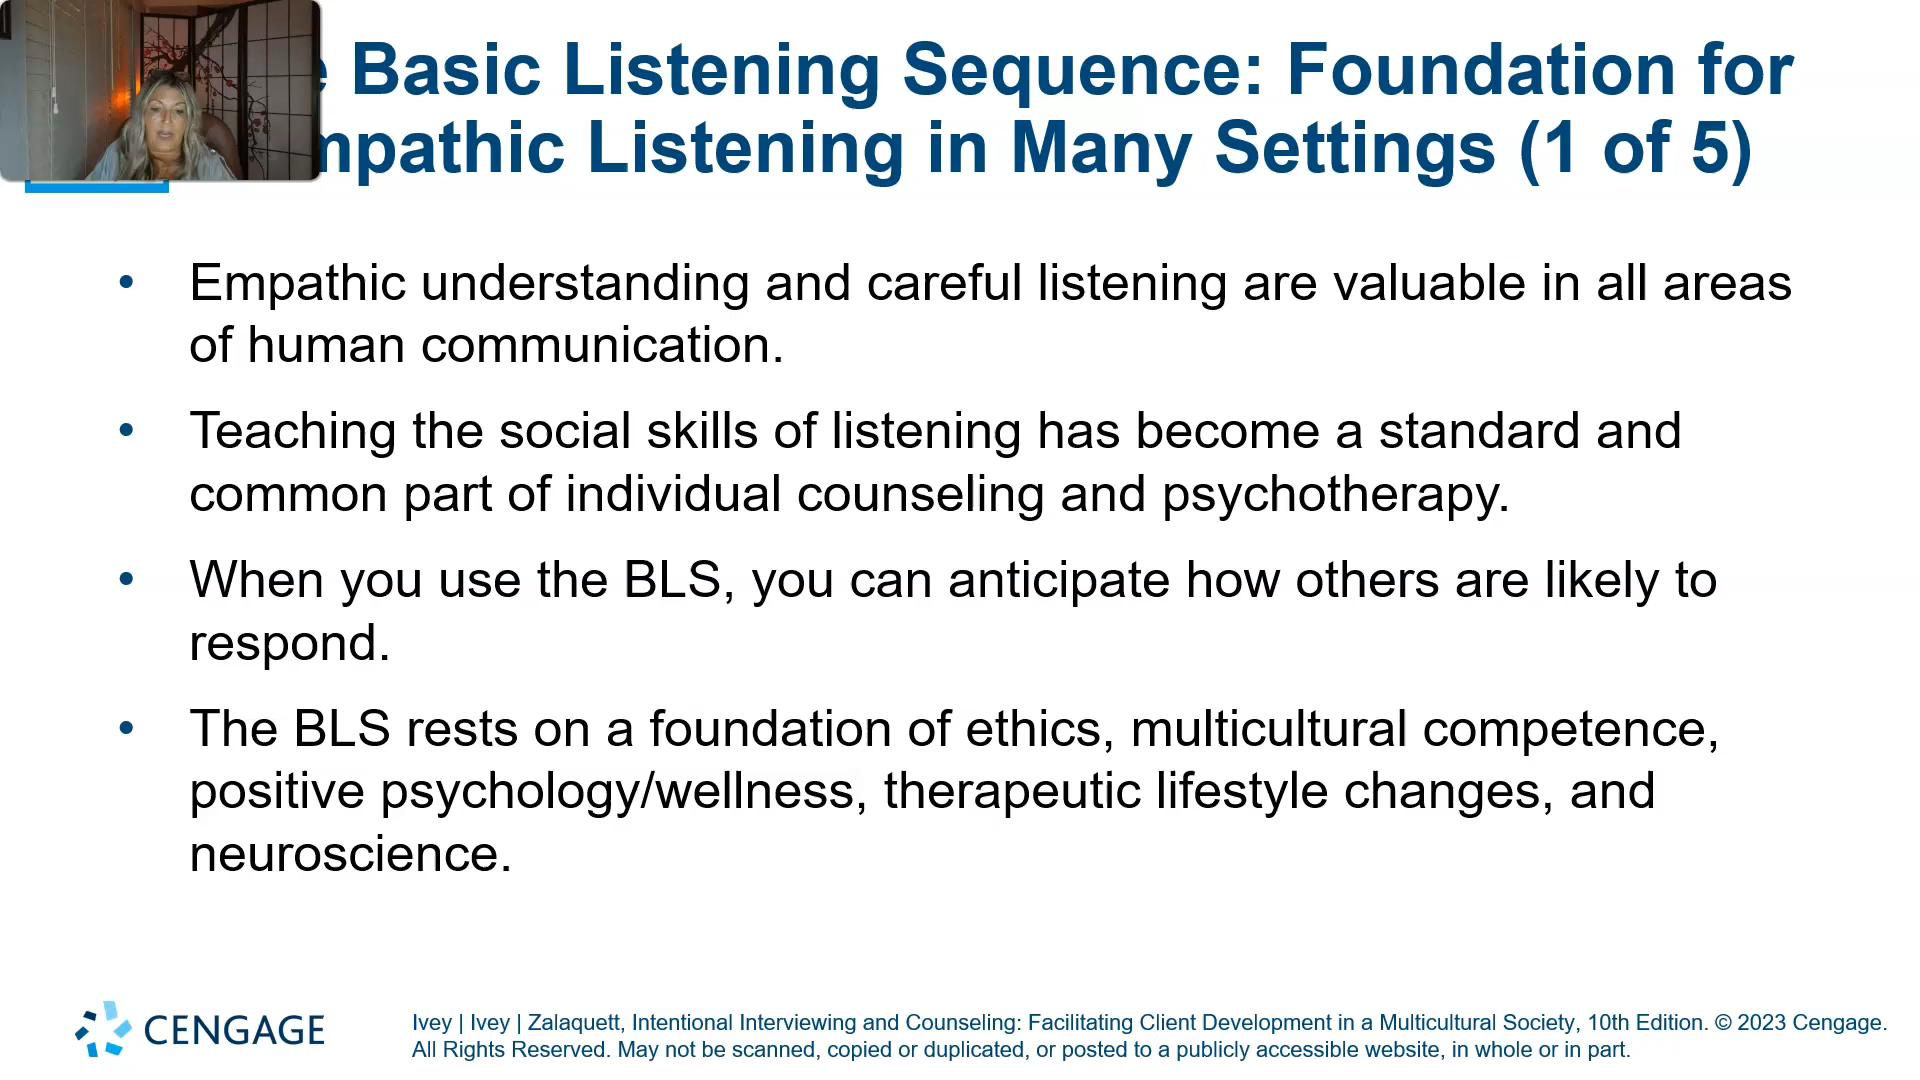 Basic Listening Sequence: Foundation for
mpathic Listening in Many Settings (1 of 5)
• Empathic understanding and careful listening are valuable in all areas
of human communication.
• Teaching the social skills of listening has become a standard and
common part of individual counseling and psychotherapy.
• When you use the BLS, you can anticipate how others are likely to
respond.
• The BLS rests on a foundation of ethics, multicultural competence,
positive psychology/wellness, therapeutic lifestyle changes, and
neuroscience.
CENGAGE
Ivey | Ivey | Zalaquett, Intentional Interviewing and Counseling: Facilitating Client Development in a Multicultural Society, 10th Edition. © 2023 Cengage.
All Rights Reserved. May not be scanned, copied or duplicated, or posted to a publicly accessible website, in whole or in part.